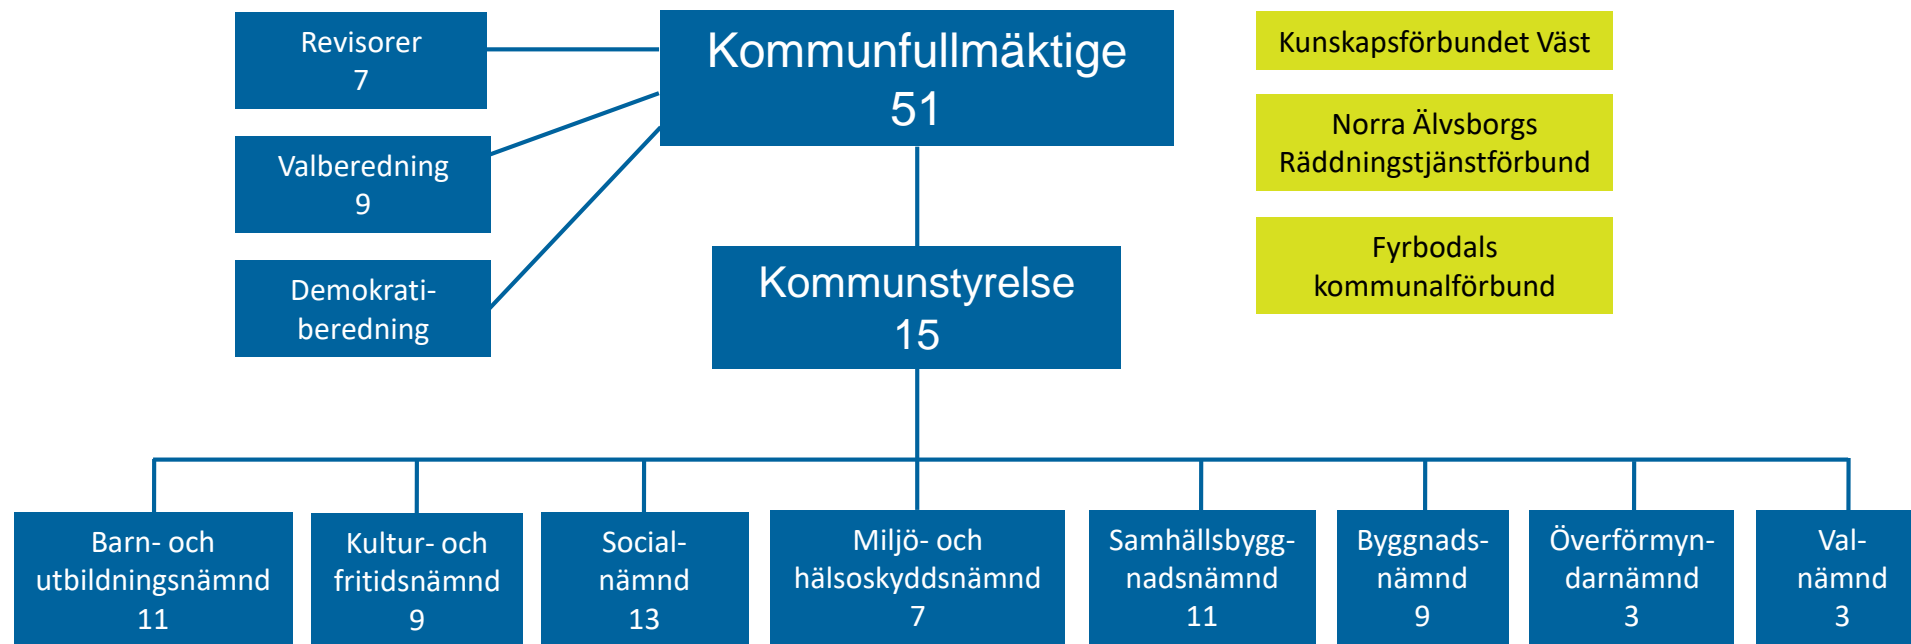 Revisorer
7
Kommunfullmäktige
51
Kunskapsförbundet Väst
Valberedning
9
Norra Älvsborgs
Räddningstjänstförbund
Demokrati-
beredning
Kommunstyrelse
15
Fyrbodals
kommunalförbund
Barn- och
utbildningsnämnd
11
Kultur- och
fritidsnämnd
9
Social-
nämnd
13
Miljö- och
hälsoskyddsnämnd
7
Samhällsbygg-
nadsnämnd
11
Byggnads-
nämnd
9
Överförmyn-
darnämnd
3
Val-
nämnd
3